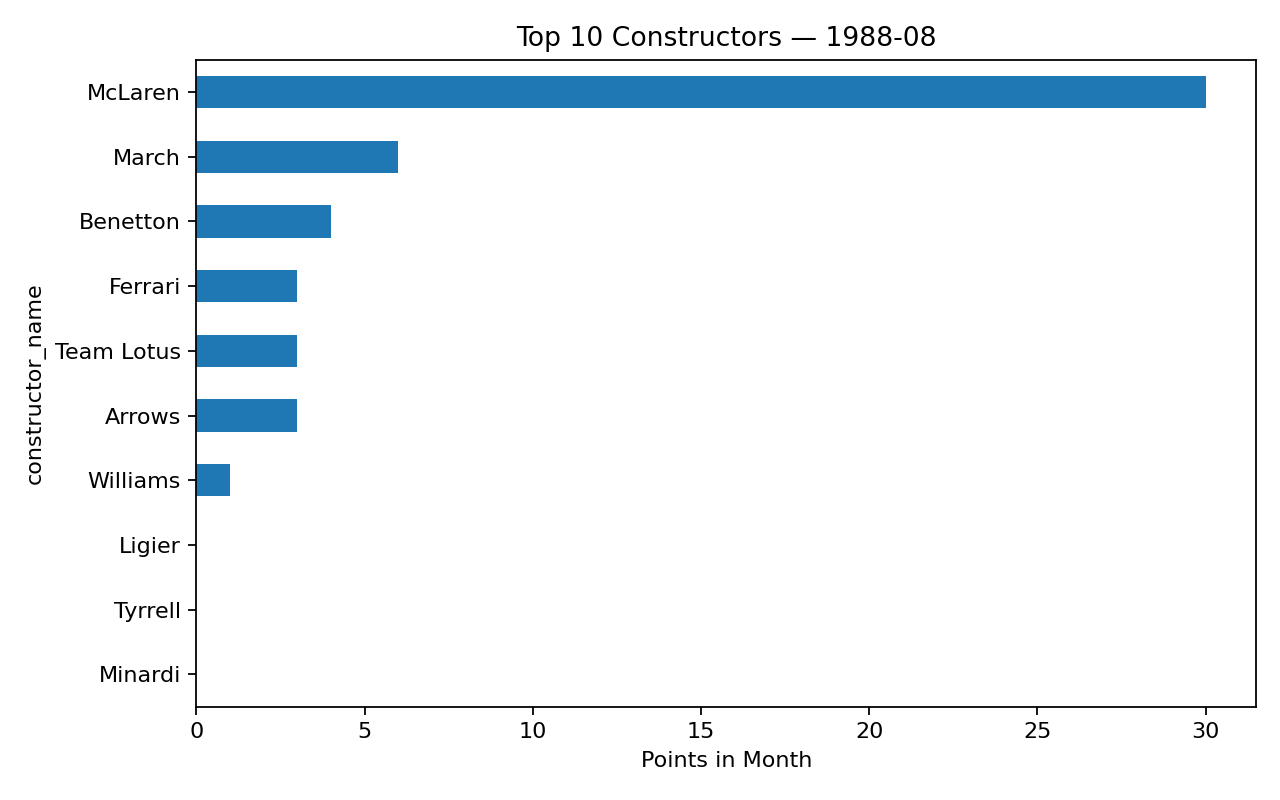 Top 10 Constructors — 1988-08
constructor_name
McLaren
March
Benetton
Ferrari
Team Lotus
Arrows
Williams
Ligier
Tyrrell
Minardi
0 5 10 15 20 25 30
Points in Month